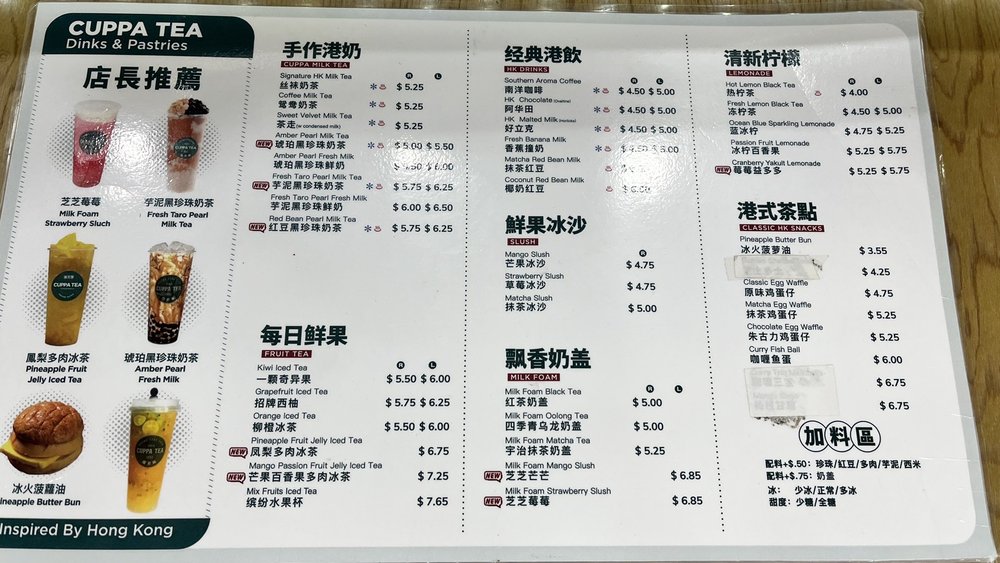 CUPPA TEA
Dinks & Pastries
店長推薦
芝芝莓莓
Milk Foam
Strawberry Sluch
芋泥黑珍珠奶茶
Fresh Taro Pearl
Milk Tea
CUPPA TEA
CUPPA TEA
鳳梨多肉冰茶
Pineapple Fruit
Jelly Iced Tea
琥珀黑珍珠奶茶
Amber Pearl
Fresh Milk
CUPPA TEA
冰火菠蘿油
ineapple Butter Bun
Inspired By Hong Kong
手作港奶
CUPPA MILK TEA
R L
Signature HK Milk Tea
丝袜奶茶 $ 5.25
Coffee Milk Tea
鸳鸯奶茶 $ 5.25
Sweet Velvet Milk Tea
茶走(w condensed milk) $ 5.25
Amber Pearl Milk Tea
NEW 琥珀黑珍珠奶茶 $ 5.00 $ 5.50
Amber Pearl Fresh Milk
琥珀黑珍珠鲜奶 $ 5.50 $ 6.00
Fresh Taro Pearl Milk Tea
NEW 芋泥黑珍珠奶茶 $ 5.75 $ 6.25
Fresh Taro Pearl Fresh Milk
芋泥黑珍珠鲜奶 $ 6.00 $ 6.50
Red Bean Pearl Milk Tea
NEW 红豆黑珍珠奶茶 $ 5.75 $ 6.25
每日鲜果
FRUIT TEA
R L
Kiwi Iced Tea
一颗奇异果 $ 5.50 $ 6.00
Grapefruit Iced Tea
招牌西柚 $ 5.75 $ 6.25
Orange Iced Tea
柳橙冰茶 $ 5.50 $ 6.00
Pineapple Fruit Jelly Iced Tea
NEW 凤梨多肉冰茶 $ 6.75
Mango Passion Fruit Jelly Iced Tea
NEW 芒果百香果多肉冰茶 $ 7.25
Mix Fruits Iced Tea
缤纷水果杯 $ 7.65
经典港飲
HK DRINKS
R L
Southern Aroma Coffee
南洋咖啡 $ 4.50 $ 5.00
HK Chocolate (Ovaltine)
阿华田 $ 4.50 $ 5.00
HK Malted Milk (Horlicks)
好立克 $ 4.50 $ 5.00
Fresh Banana Milk
香蕉撞奶 $ 4.50 $ 5.00
Matcha Red Bean Milk
抹茶红豆
Coconut Red Bean Milk
椰奶红豆
鮮果冰沙
SLUSH
R
Mango Slush
芒果冰沙 $ 4.75
Strawberry Slush
草莓冰沙 $ 4.75
Matcha Slush
抹茶冰沙 $ 5.00
飘香奶盖
MILK FOAM
R L
Milk Foam Black Tea
红茶奶盖 $ 5.00
Milk Foam Oolong Tea
四季青乌龙奶盖 $ 5.00
Milk Foam Matcha Tea
宇治抹茶奶盖 $ 5.25
Milk Foam Mango Slush
NEW 芝芝芒芒 $ 6.85
Milk Foam Strawberry Slush
NEW 芝芝莓莓 $ 6.85
清新柠檬
LEMONADE
R L
Hot Lemon Black Tea
热柠茶 $ 4.00
Fresh Lemon Black Tea
冻柠茶 $ 4.50 $ 5.00
Ocean Blue Sparkling Lemonade
蓝冰柠 $ 4.75 $ 5.25
Passion Fruit Lemonade
冰柠百香果 $ 5.25 $ 5.75
Cranberry Yakult Lemonade
NEW 莓莓益多多 $ 5.25 $ 5.75
港式茶點
CLASSIC HK SNACKS
Pineapple Butter Bun
冰火菠萝油 $ 3.55
$ 4.25
Classic Egg Waffle
原味鸡蛋仔 $ 4.75
Matcha Egg Waffle
抹茶鸡蛋仔 $ 5.25
Chocolate Egg Waffle
朱古力鸡蛋仔 $ 5.25
Curry Fish Ball
咖喱鱼蛋 $ 6.00
$ 6.75
$ 6.75
加料區
配料+$.50: 珍珠/紅豆/多肉/芋泥/西米
配料+$.75: 奶盖
冰: 少冰/正常/多冰
甜度: 少糖/全糖